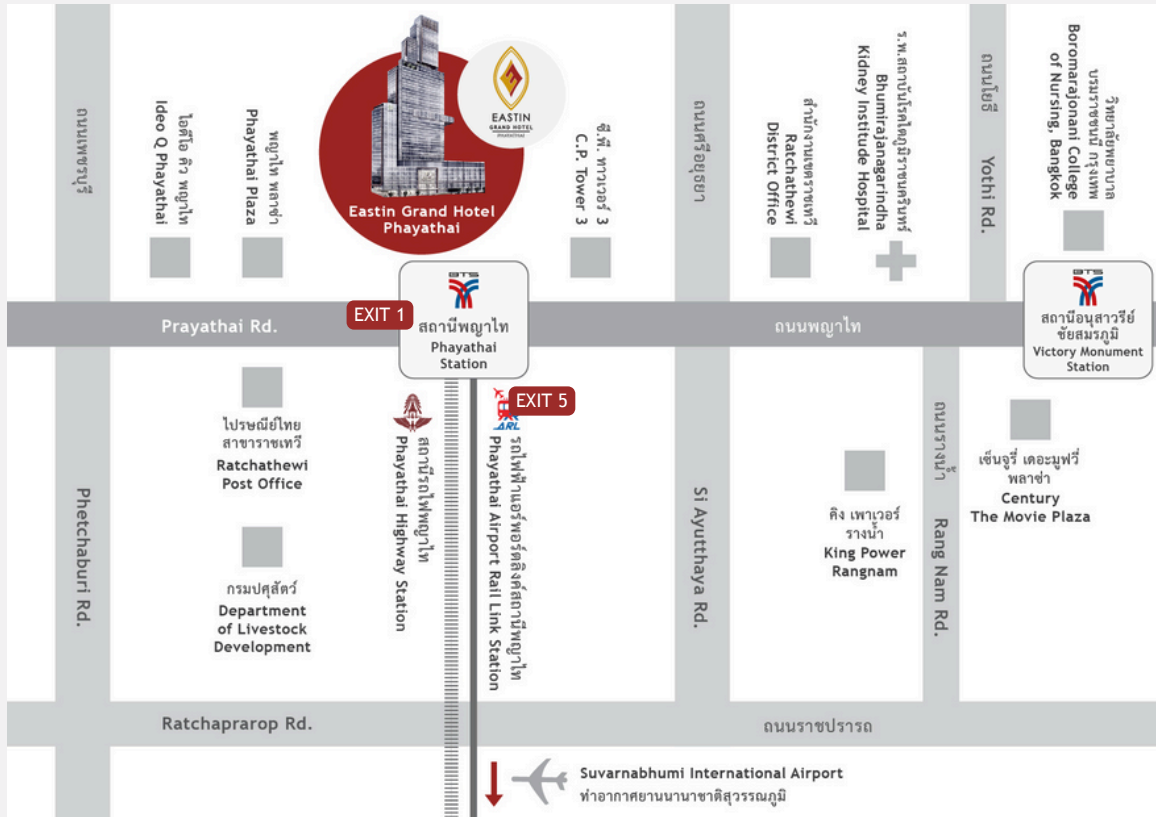 ถนนเพชรบุรี
ไอดีโอ คิว พญาไท
Ideo Q Phayathai
พญาไท พลาซ่า
Phayathai Plaza
EASTIN
GRAND HOTEL
PHAYATHAI
Eastin Grand Hotel
Phayathai
ซี.พี. ทาวเวอร์ 3
C.P. Tower 3
ถนนศรีอยุธยา
สำนักงานเขตราชเทวี
Ratchathewi
District Office
ร.พ.สถาบันโรคไตภูมิราชนครินทร์
Bhumirajanagarindha
Kidney Institude Hospital
ถนนโยธี
Yothi Rd.
วิทยาลัยพยาบาล
บรมราชชนนี กรุงเทพ
Boromarajonani College
of Nursing, Bangkok
Prayathai Rd.
EXIT 1
BTS
สถานีพญาไท
Phayathai
Station
ถนนพญาไท
BTS
สถานีอนุสาวรีย์
ชัยสมรภูมิ
Victory Monument
Station
Phetchaburi Rd.
ไปรษณีย์ไทย
สาขาราชเทวี
Ratchathewi
Post Office
กรมปศุสัตว์
Department
of Livestock
Development
สถานีรถไฟพญาไท
Phayathai Highway Station
EXIT 5
ARL
รถไฟฟ้าแอร์พอร์ตลิงค์สถานีพญาไท
Phayathai Airport Rail Link Station
Si Ayutthaya Rd.
คิง เพาเวอร์
รางน้ำ
King Power
Rangnam
ถนนรางน้ำ
Rang Nam Rd.
เซ็นจูรี่ เดอะมูฟวี่
พลาซ่า
Century
The Movie Plaza
Ratchaprarop Rd.
ถนนราชปรารถ
Suvarnabhumi International Airport
ท่าอากาศยานนานาชาติสุวรรณภูมิ